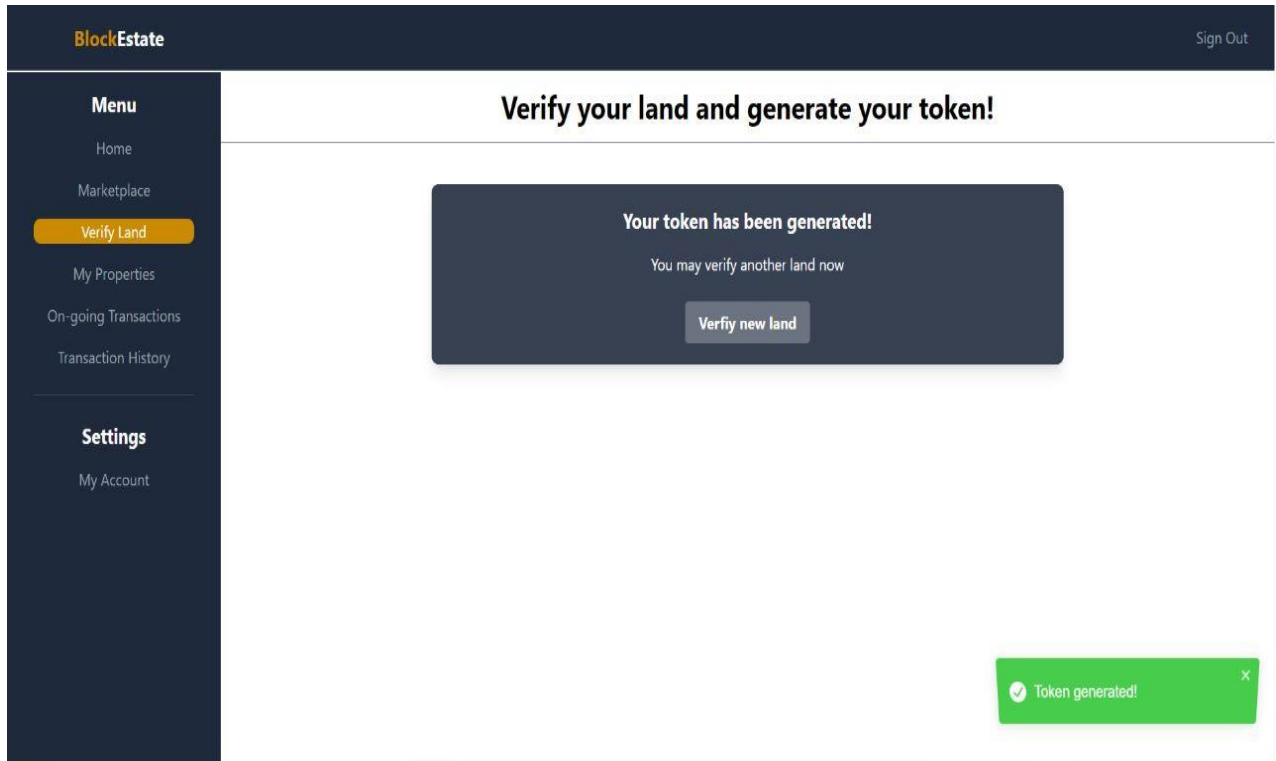 BlockEstate
Sign Out
Menu
Home
Marketplace
Verify Land
My Properties
On-going Transactions
Transaction History
Settings
My Account
Verify your land and generate your token!
Your token has been generated!
You may verify another land now
Verfiy new land
Token generated!